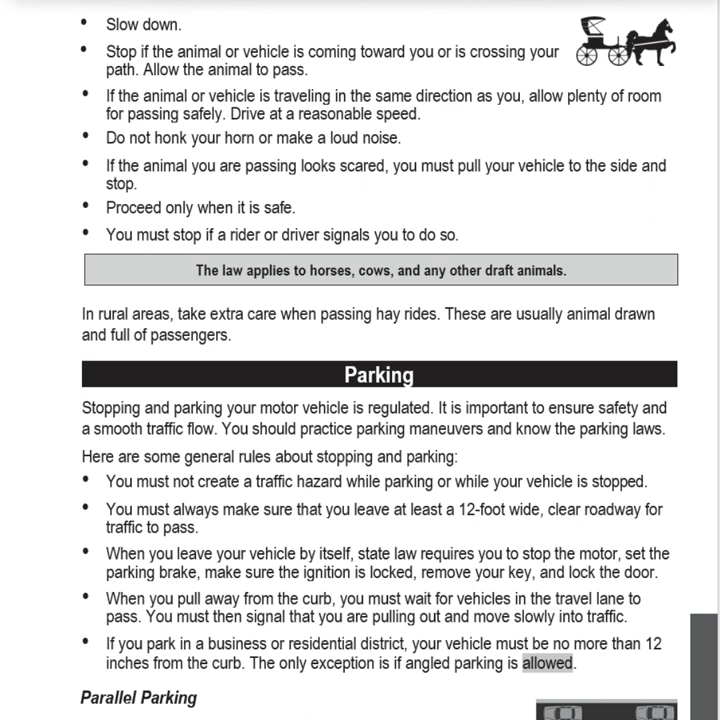 • Slow down.
• Stop if the animal or vehicle is coming toward you or is crossing your
path. Allow the animal to pass.
• If the animal or vehicle is traveling in the same direction as you, allow plenty of room
for passing safely. Drive at a reasonable speed.
• Do not honk your horn or make a loud noise.
• If the animal you are passing looks scared, you must pull your vehicle to the side and
stop.
• Proceed only when it is safe.
• You must stop if a rider or driver signals you to do so.
The law applies to horses, cows, and any other draft animals.
In rural areas, take extra care when passing hay rides. These are usually animal drawn
and full of passengers.
Parking
Stopping and parking your motor vehicle is regulated. It is important to ensure safety and
a smooth traffic flow. You should practice parking maneuvers and know the parking laws.
Here are some general rules about stopping and parking:
• You must not create a traffic hazard while parking or while your vehicle is stopped.
• You must always make sure that you leave at least a 12-foot wide, clear roadway for
traffic to pass.
• When you leave your vehicle by itself, state law requires you to stop the motor, set the
parking brake, make sure the ignition is locked, remove your key, and lock the door.
• When you pull away from the curb, you must wait for vehicles in the travel lane to
pass. You must then signal that you are pulling out and move slowly into traffic.
• If you park in a business or residential district, your vehicle must be no more than 12
inches from the curb. The only exception is if angled parking is allowed.
Parallel Parking